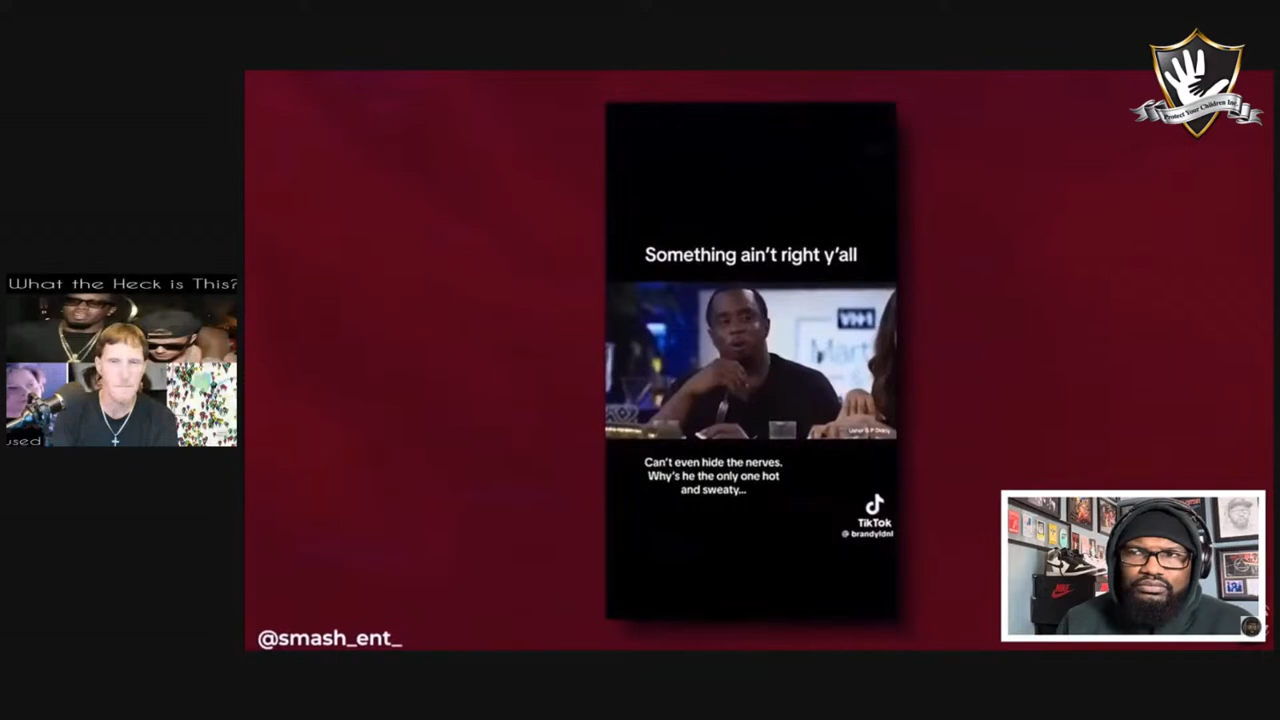 Protect Your Children Inc.
Something ain't right y'all
What the Heck is This?
VH1
Mart
Can't even hide the nerves.
Why's he the only one hot
and sweaty...
used
TikTok
@ brandyldnl
@smash_ent_